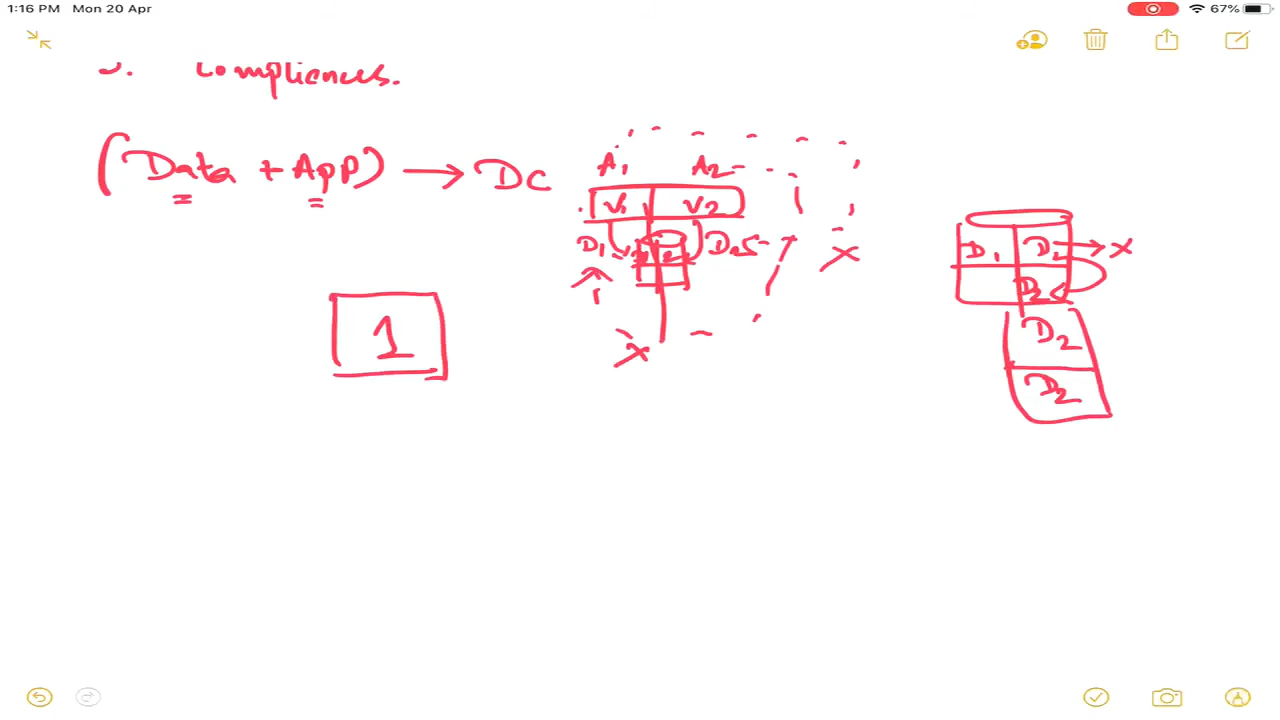 1:16 PM Mon 20 Apr
67%
compliences.
(Data + App) → DC
A1 A2
V1 V2
D1 D2
X
X
1
D1 D2 → X
D2
D2
D2